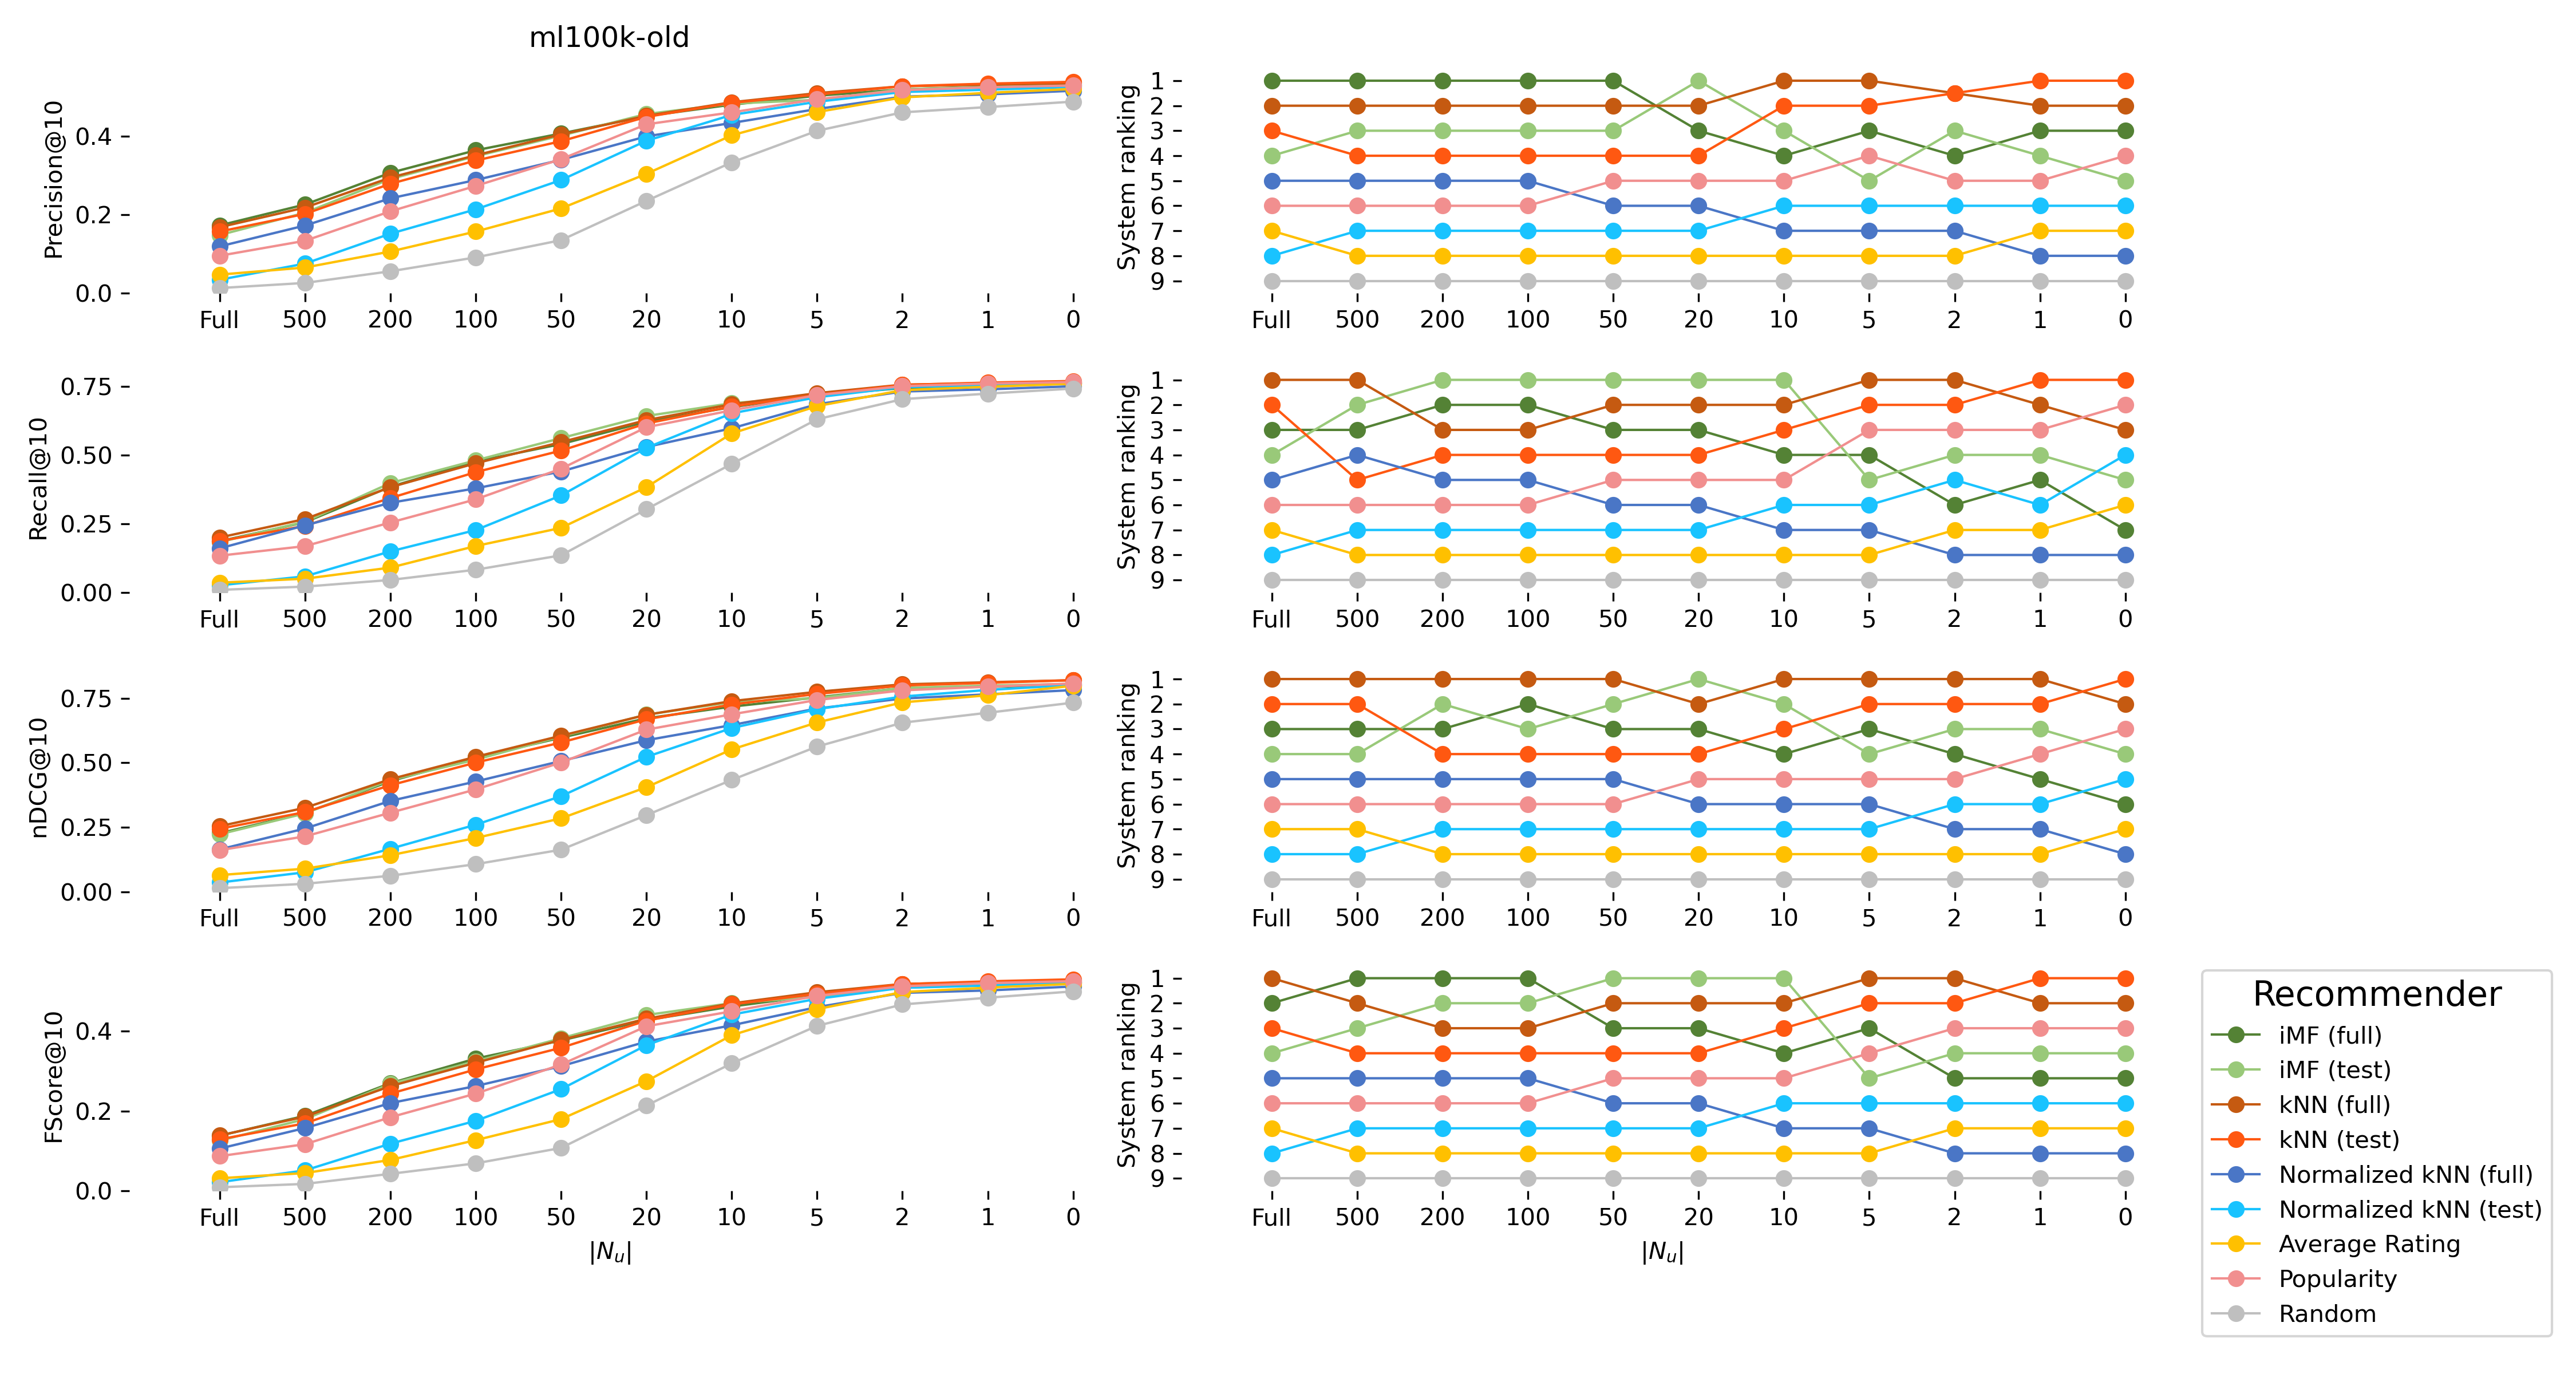 ml100k-old
Precision@10
0.4
0.2
0.0
Full 500 200 100 50 20 10 5 2 1 0
System ranking
1
2
3
4
5
6
7
8
9
Full 500 200 100 50 20 10 5 2 1 0
Recall@10
0.75
0.50
0.25
0.00
Full 500 200 100 50 20 10 5 2 1 0
System ranking
1
2
3
4
5
6
7
8
9
Full 500 200 100 50 20 10 5 2 1 0
nDCG@10
0.75
0.50
0.25
0.00
Full 500 200 100 50 20 10 5 2 1 0
System ranking
1
2
3
4
5
6
7
8
9
Full 500 200 100 50 20 10 5 2 1 0
FScore@10
0.4
0.2
0.0
Full 500 200 100 50 20 10 5 2 1 0
|Nu|
System ranking
1
2
3
4
5
6
7
8
9
Full 500 200 100 50 20 10 5 2 1 0
|Nu|
Recommender
iMF (full)
iMF (test)
kNN (full)
kNN (test)
Normalized kNN (full)
Normalized kNN (test)
Average Rating
Popularity
Random